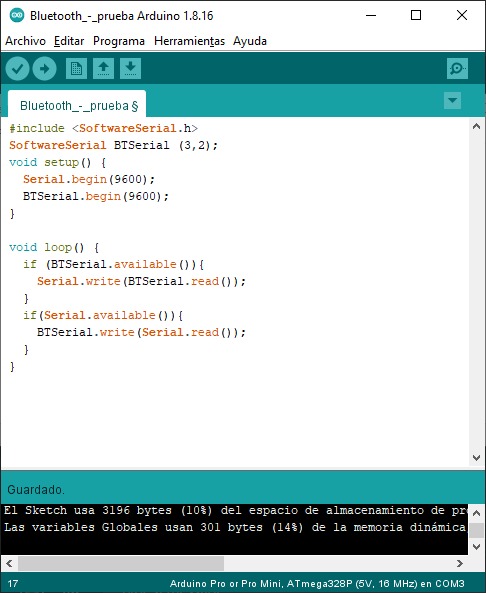 Bluetooth_-_prueba Arduino 1.8.16
Archivo Editar Programa Herramientas Ayuda
Bluetooth_-_prueba §
#include <SoftwareSerial.h>
SoftwareSerial BTSerial (3,2);
void setup() {
  Serial.begin(9600);
  BTSerial.begin(9600);
}

void loop() {
  if (BTSerial.available()){
    Serial.write(BTSerial.read());
  }
  if(Serial.available()){
    BTSerial.write(Serial.read());
  }
}
Guardado.
El Sketch usa 3196 bytes (10%) del espacio de almacenamiento de pro
Las variables Globales usan 301 bytes (14%) de la memoria dinámica
17 Arduino Pro or Pro Mini, ATmega328P (5V, 16 MHz) en COM3